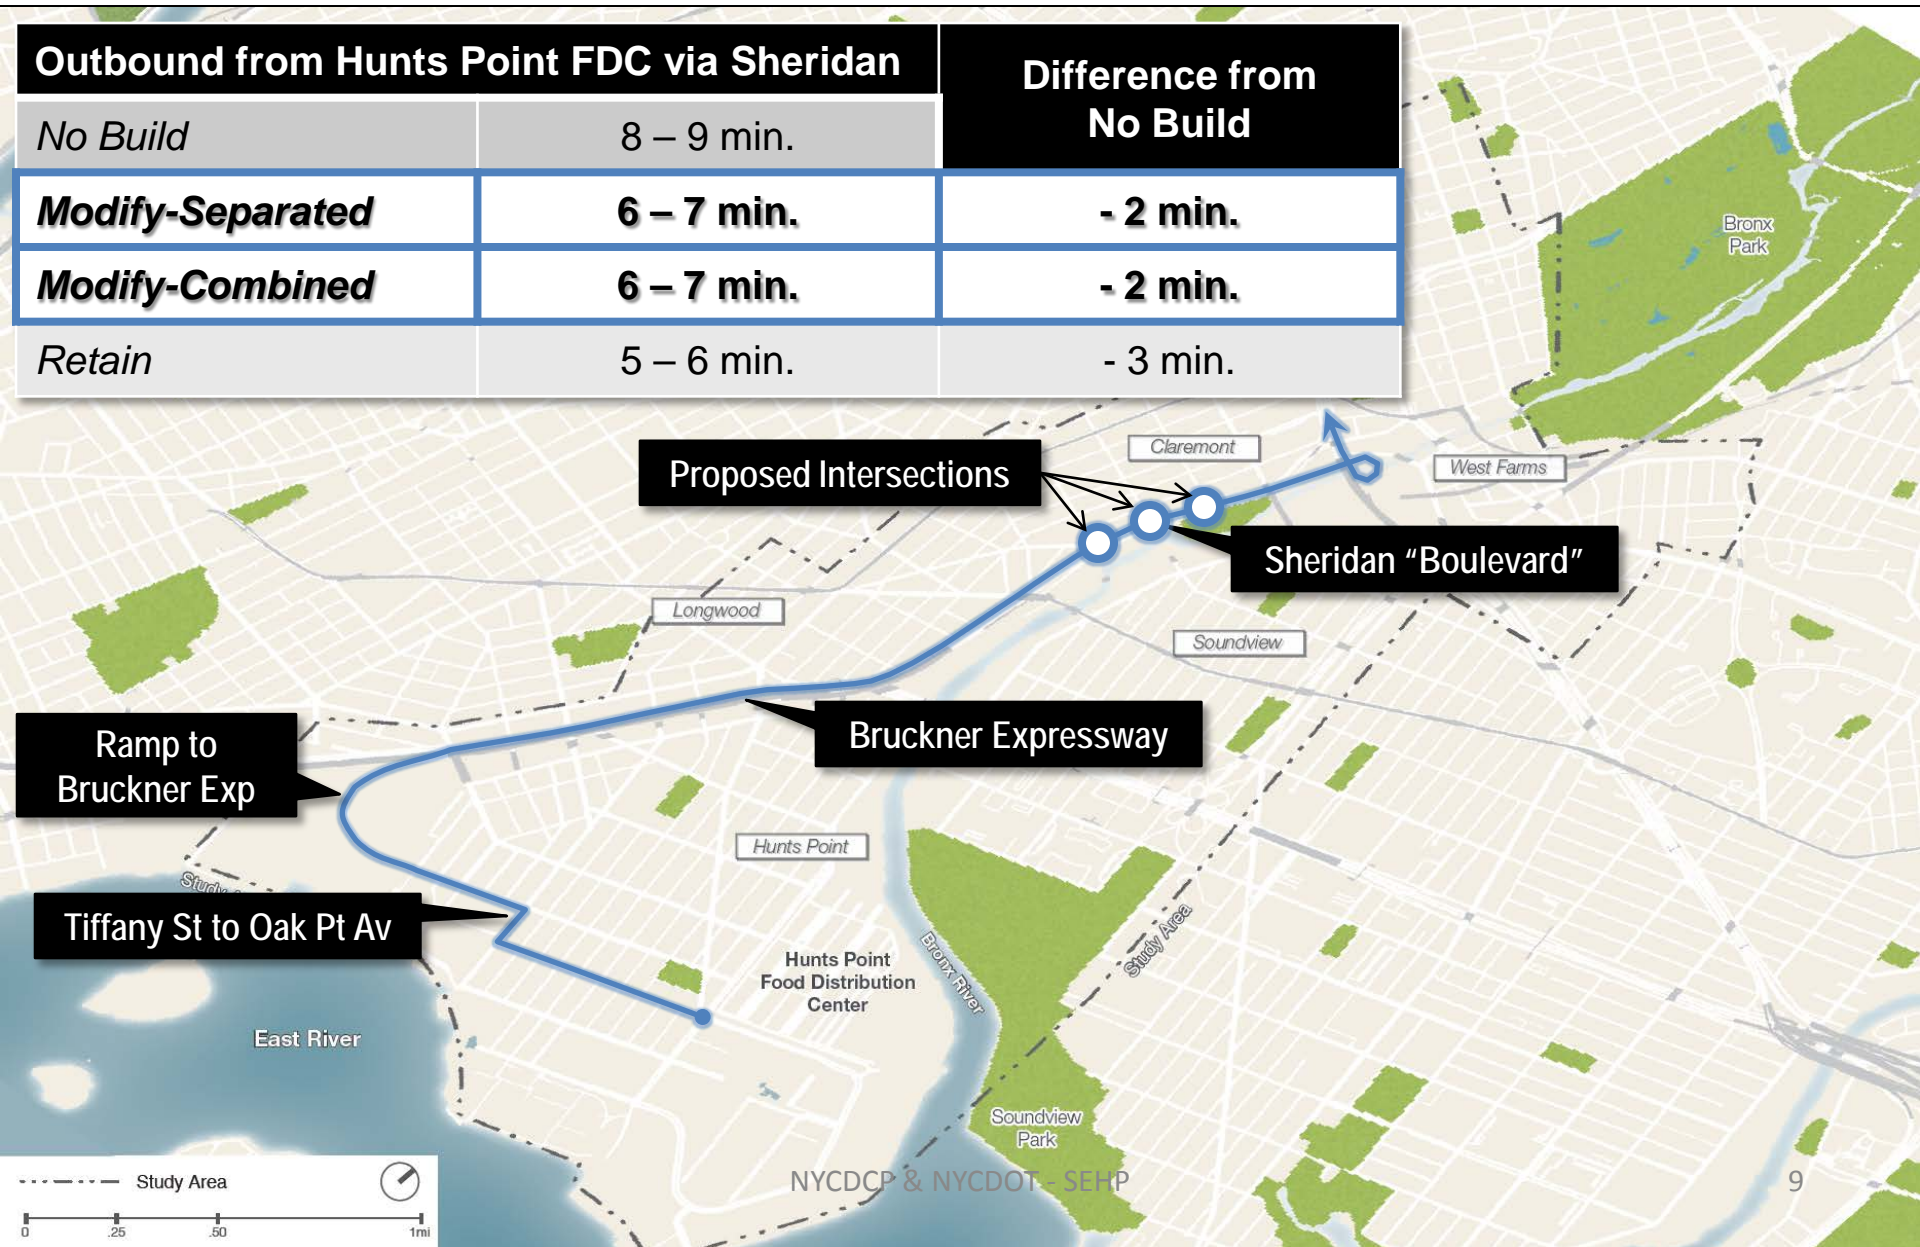 Outbound from Hunts Point FDC via Sheridan
Difference from
No Build
No Build
8 – 9 min.
Modify-Separated
6 – 7 min.
- 2 min.
Modify-Combined
6 – 7 min.
- 2 min.
Retain
5 – 6 min.
- 3 min.
Bronx
Park
Proposed Intersections
Claremont
West Farms
Sheridan “Boulevard”
Longwood
Soundview
Ramp to
Bruckner Exp
Bruckner Expressway
Hunts Point
Study
Tiffany St to Oak Pt Av
Hunts Point
Food Distribution
Center
Bronx River
Study Area
East River
Soundview
Park
Study Area
0 .25 .50 1mi
NYCDCP & NYCDOT - SEHP
9